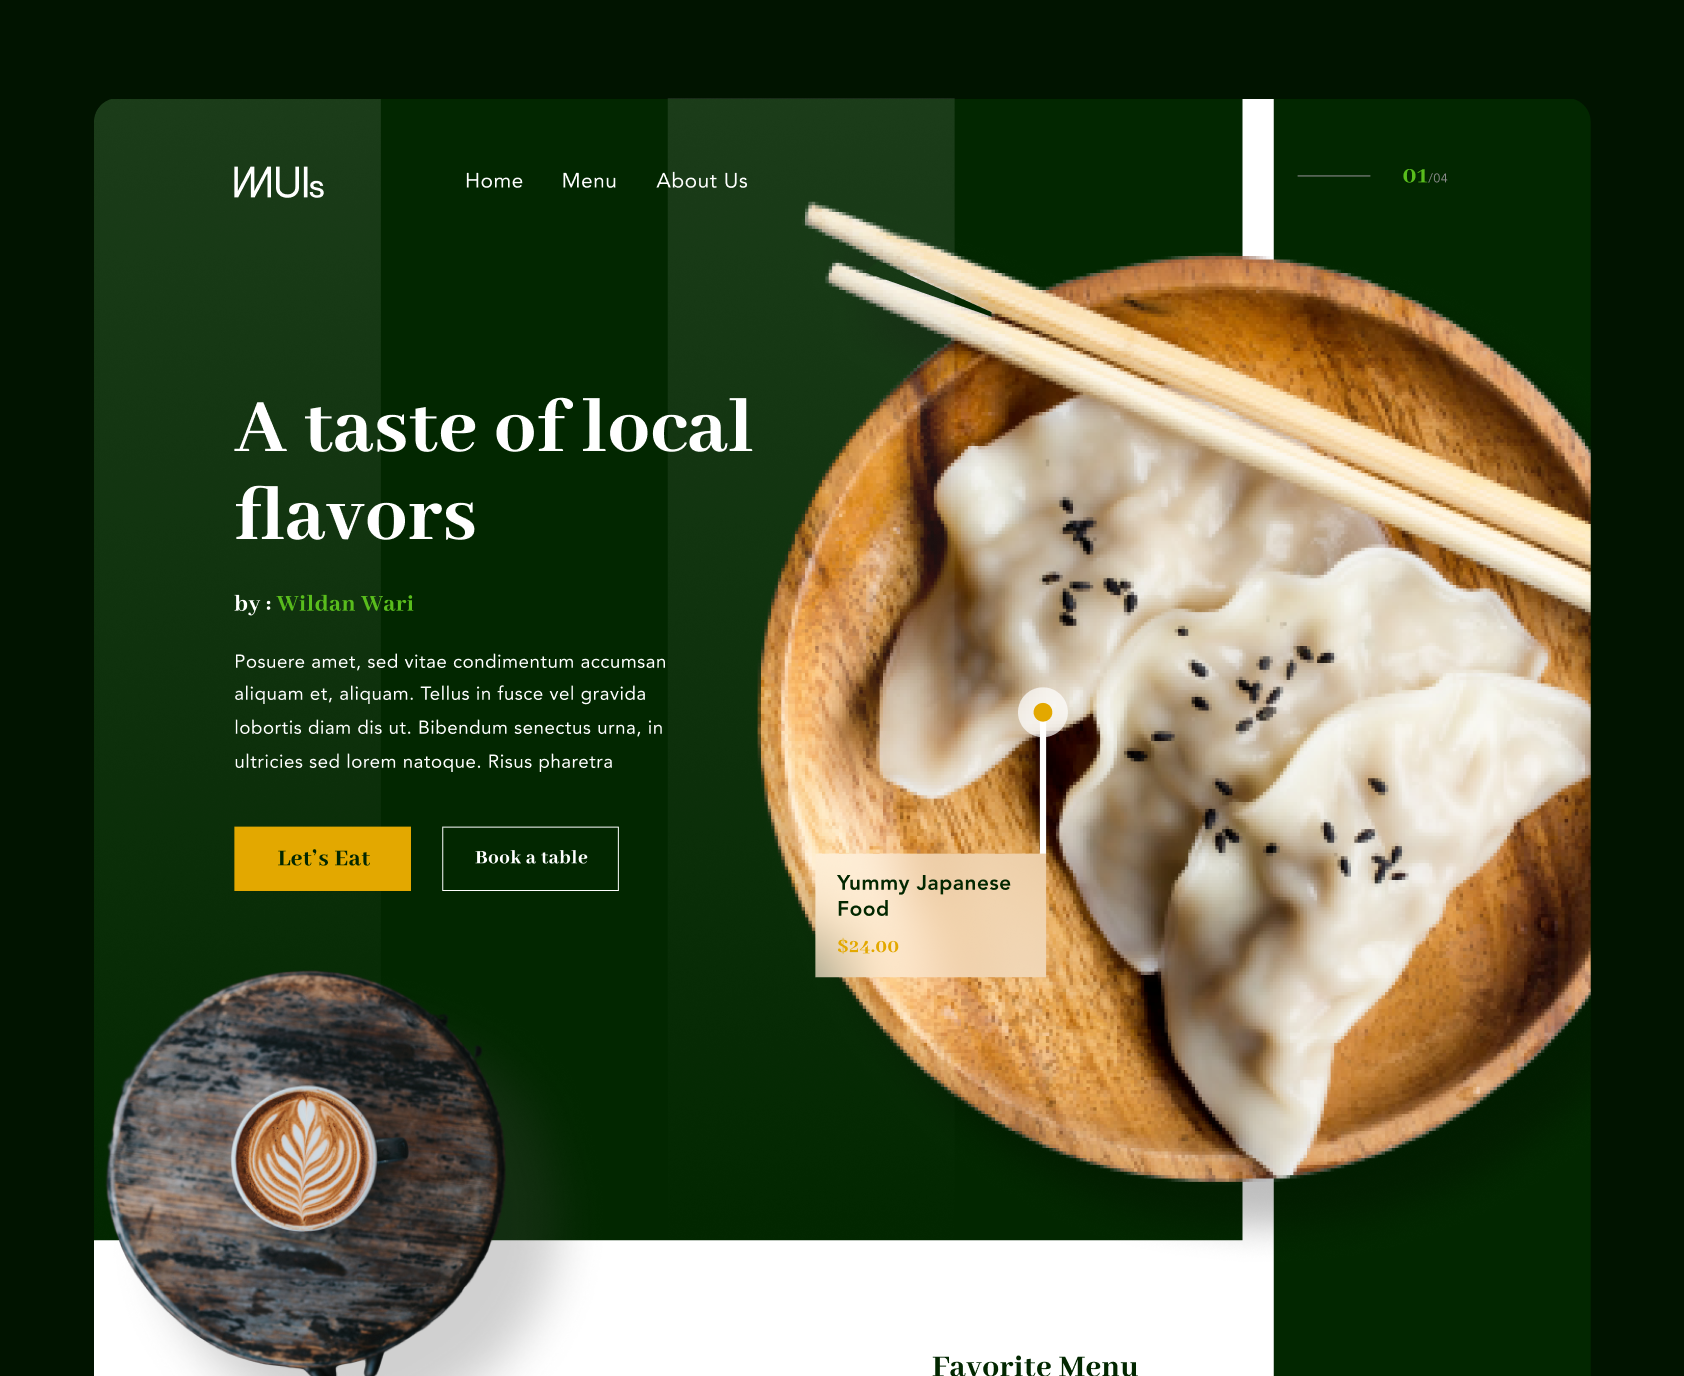 MUIs
Home
Menu
About Us
01/04
A taste of local
flavors
by : Wildan Wari
Posuere amet, sed vitae condimentum accumsan
aliquam et, aliquam. Tellus in fusce vel gravida
lobortis diam dis ut. Bibendum senectus urna, in
ultricies sed lorem natoque. Risus pharetra
Let's Eat
Book a table
Yummy Japanese
Food
$24.00
Favorite Menu